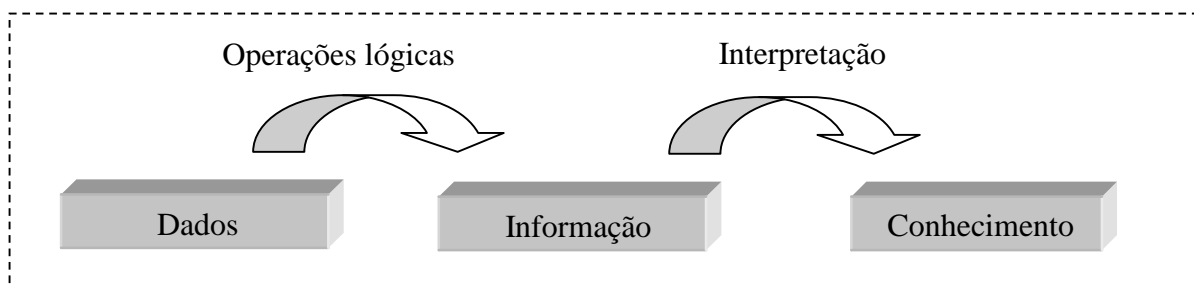 Operações lógicas
Interpretação
Dados
Informação
Conhecimento